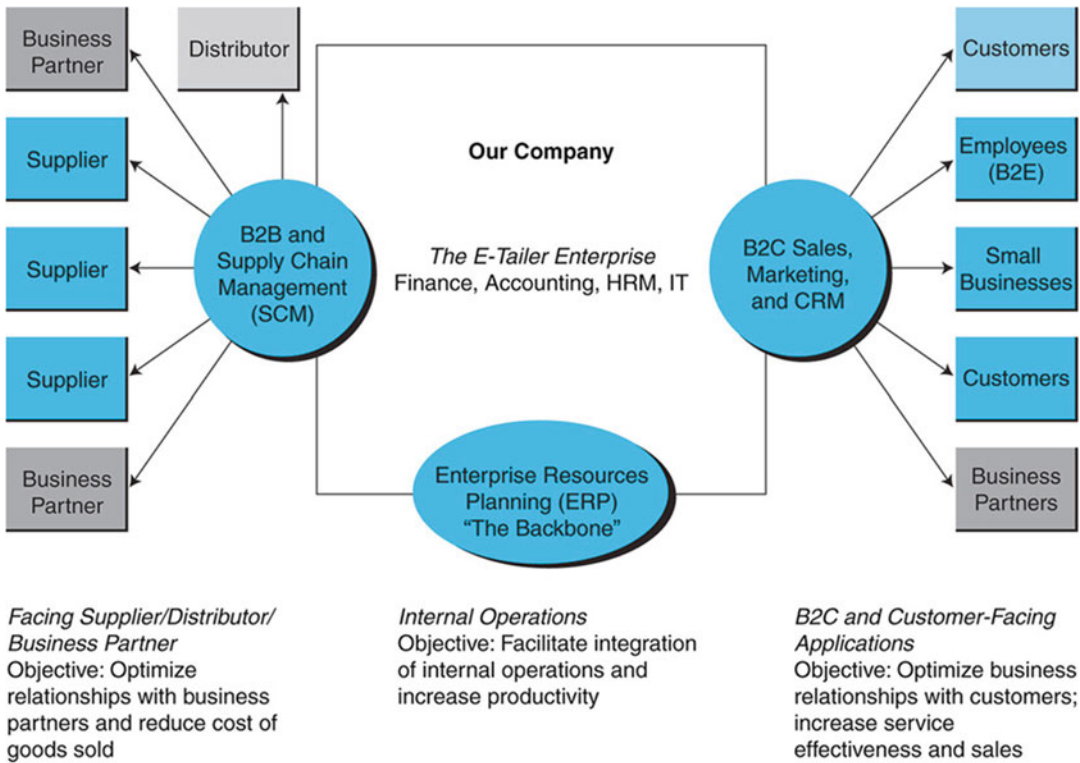 Business
Partner
Distributor
Customers
Supplier
Our Company
Employees
(B2E)
B2B and
Supply Chain
Management
(SCM)
Supplier
The E-Tailer Enterprise
Finance, Accounting, HRM, IT
B2C Sales,
Marketing,
and CRM
Small
Businesses
Supplier
Customers
Business
Partner
Enterprise Resources
Planning (ERP)
“The Backbone”
Business
Partners
Facing Supplier/Distributor/
Business Partner
Objective: Optimize
relationships with business
partners and reduce cost of
goods sold
Internal Operations
Objective: Facilitate integration
of internal operations and
increase productivity
B2C and Customer-Facing
Applications
Objective: Optimize business
relationships with customers;
increase service
effectiveness and sales